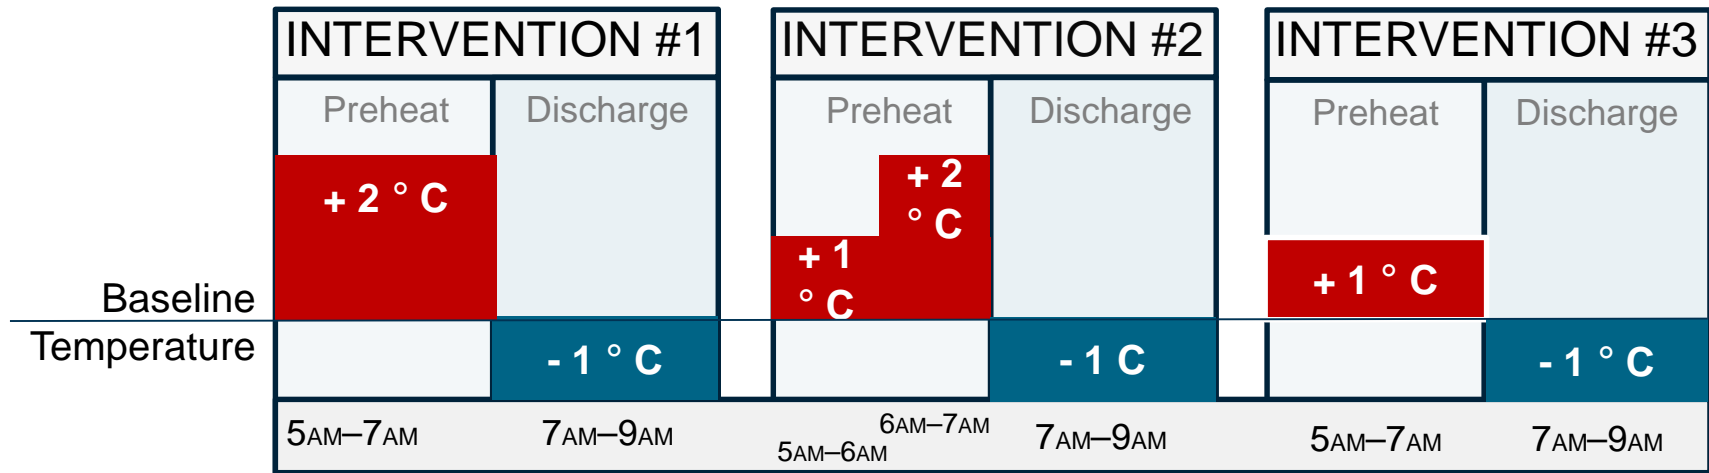 INTERVENTION #1
INTERVENTION #2
INTERVENTION #3
Preheat
Discharge
Preheat
Discharge
Preheat
Discharge
+ 2 ° C
+ 1
° C
+ 2
° C
+ 1 ° C
Baseline
Temperature
- 1 ° C
- 1 C
- 1 ° C
5AM–7AM
7AM–9AM
5AM–6AM
6AM–7AM
7AM–9AM
5AM–7AM
7AM–9AM